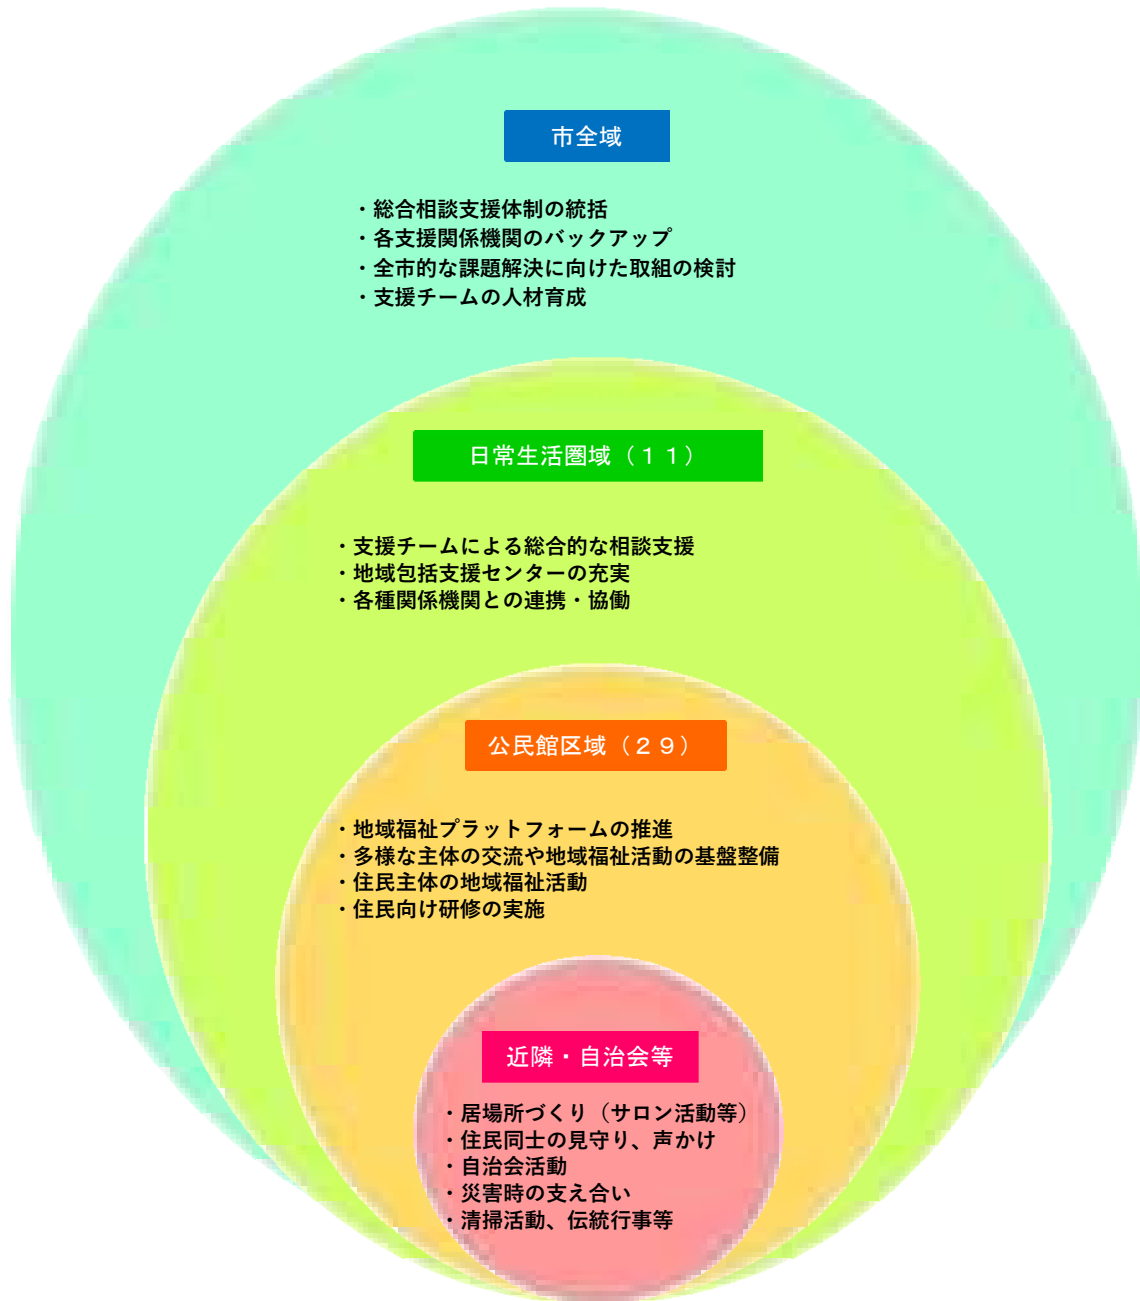 市全域
・総合相談支援体制の統括
・各支援関係機関のバックアップ
・全市的な課題解決に向けた取組の検討
・支援チームの人材育成
日常生活圏域（１１）
・支援チームによる総合的な相談支援
・地域包括支援センターの充実
・各種関係機関との連携・協働
公民館区域（２９）
・地域福祉プラットフォームの推進
・多様な主体の交流や地域福祉活動の基盤整備
・住民主体の地域福祉活動
・住民向け研修の実施
近隣・自治会等
・居場所づくり（サロン活動等）
・住民同士の見守り、声かけ
・自治会活動
・災害時の支え合い
・清掃活動、伝統行事等